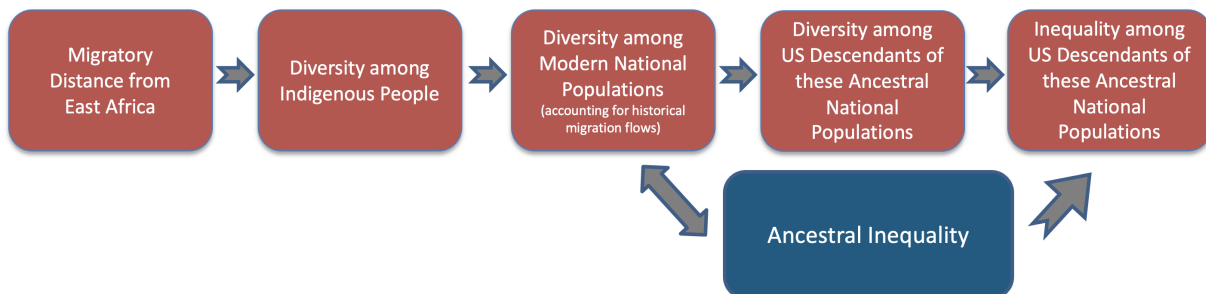 Migratory
Distance from
East Africa
Diversity among
Indigenous People
Diversity among
Modern National
Populations
(accounting for historical
migration flows)
Diversity among
US Descendants of
these Ancestral
National
Populations
Inequality among
US Descendants of
these Ancestral
National
Populations
Ancestral Inequality